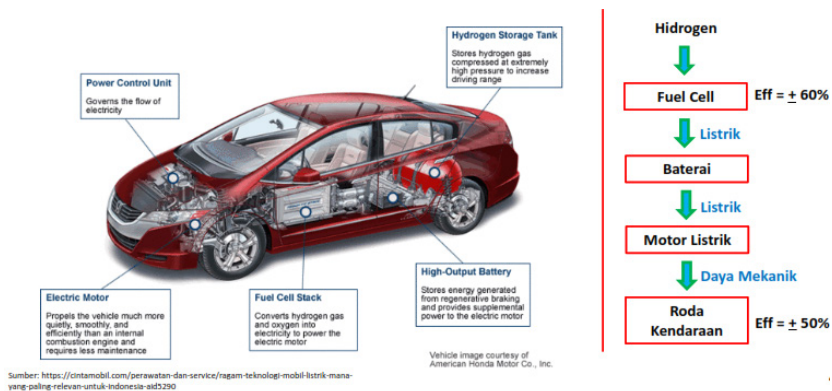 Hydrogen Storage Tank
Stores hydrogen gas
compressed at extremely
high pressure to increase
driving range
Power Control Unit
Governs the flow of
electricity
Electric Motor
Propels the vehicle much more
quietly, smoothly, and
efficiently than an internal
combustion engine and
requires less maintenance
Fuel Cell Stack
Converts hydrogen gas
and oxygen into
electricity to power the
electric motor
High-Output Battery
Stores energy generated
from regenerative braking
and provides supplemental
power to the electric motor
Vehicle image courtesy of
American Honda Motor Co., Inc.
Sumber: https://cintamobil.com/perawatan-dan-service/ragam-teknologi-mobil-listrik-mana-
yang-paling-relevan-untuk-indonesia-aid5290
Hidrogen
Fuel Cell
Eff = ± 60%
Listrik
Baterai
Listrik
Motor Listrik
Daya Mekanik
Roda
Kendaraan
Eff = ± 50%